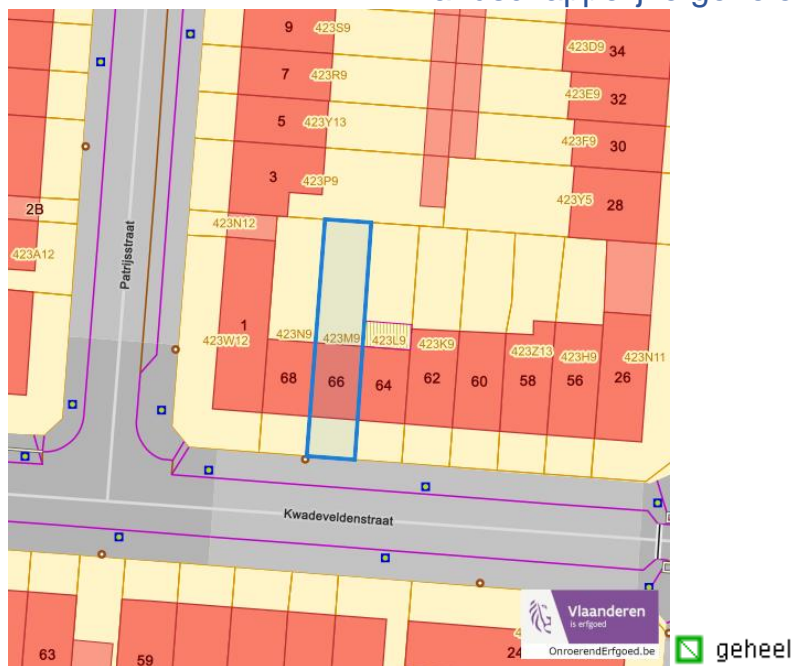 9 423S9
423D9 34
7 423R9
423E9 32
5 423Y13
423F9 30
3 423P9
423Y5 28
2B
423N12
423A12
Patrijsstraat
1
423W12
423N9 423M9 423L9 423K9
423Z13 423H9 423N11
68 66 64 62 60 58 56 26
Kwadeveldenstraat
Vlaanderen
is erfgoed
OnroerendErfgoed.be
geheel
63 59 24